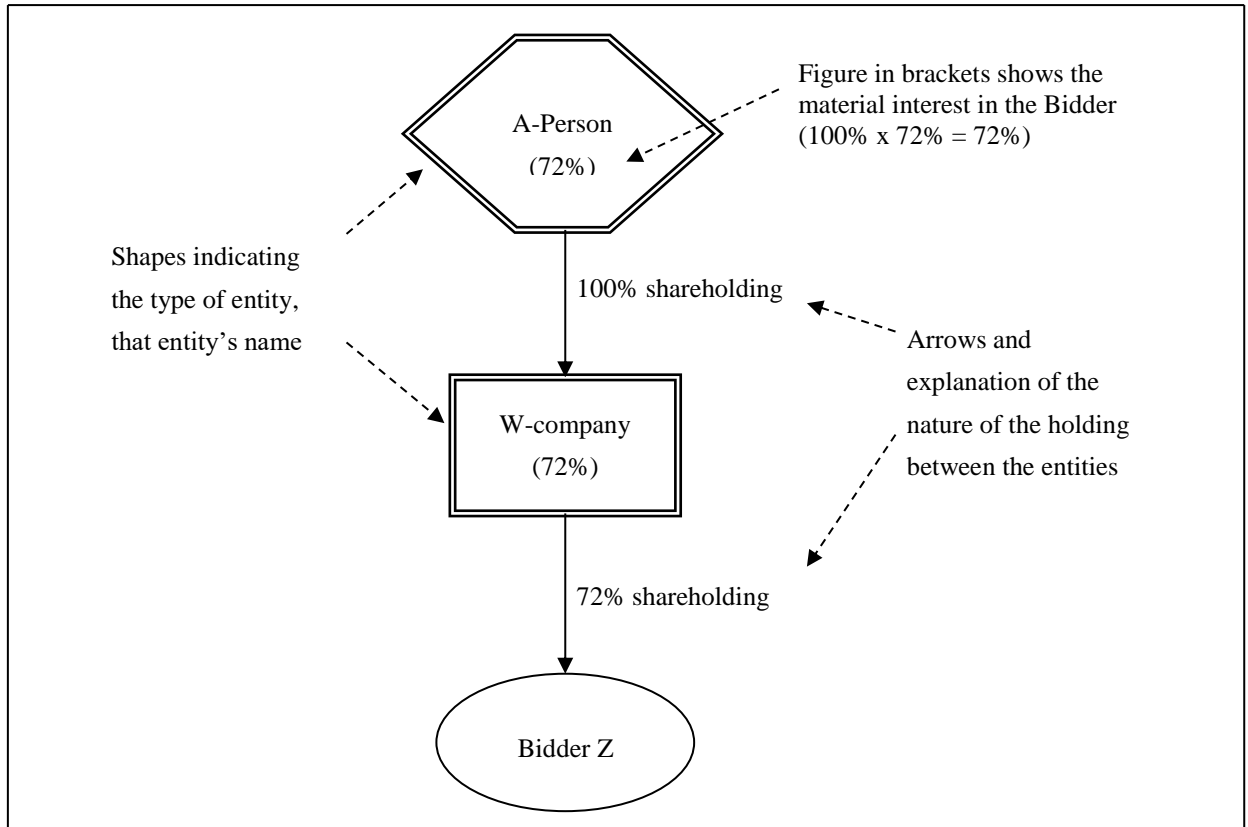 A-Person
(72%)
Figure in brackets shows the
material interest in the Bidder
(100% x 72% = 72%)
Shapes indicating
the type of entity,
that entity’s name
100% shareholding
Arrows and
explanation of the
nature of the holding
between the entities
W-company
(72%)
72% shareholding
Bidder Z